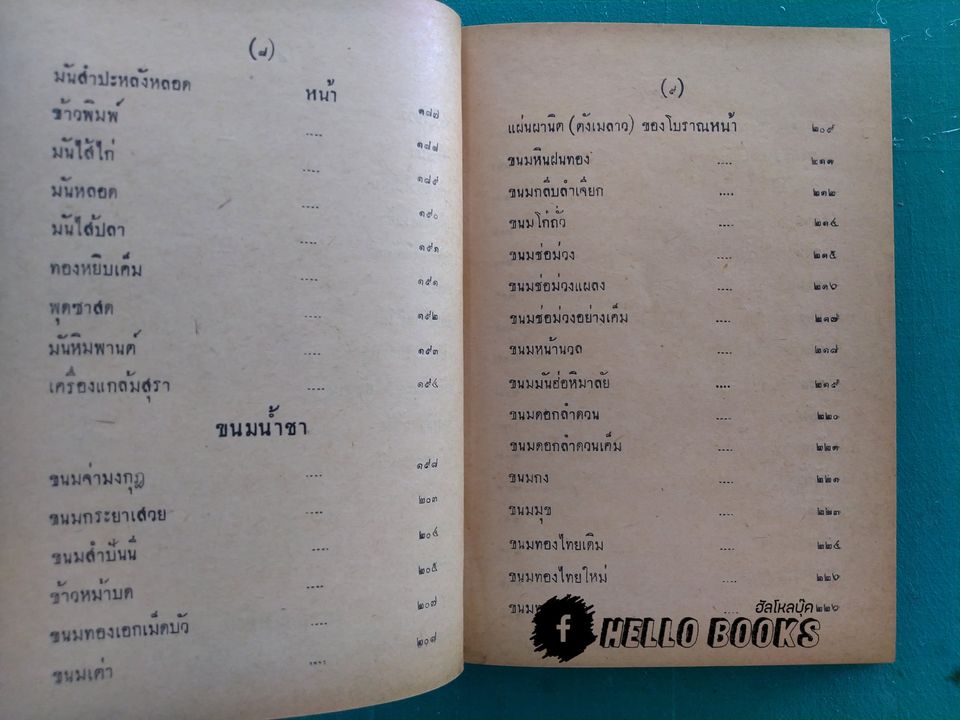 (๘)
หน้า
มันสำปะหลังหลอด .... ๑๘๗
ข้าวพิมพ์ .... ๑๘๘
มันไส้ไก่ .... ๑๘๙
มันหลอด .... ๑๙๐
มันไส้ปลา .... ๑๙๑
ทองหยิบเค็ม .... ๑๙๑
พุดซาสด .... ๑๙๒
มันหิมพานต์ .... ๑๙๓
เครื่องแกล้มสุรา .... ๑๙๔
ขนมน้ำชา
ขนมจ่ามงกุฎ .... ๑๙๘
ขนมกระยาเสวย .... ๒๐๓
ขนมสำปันนี .... ๒๐๔
ข้าวหม้าบด .... ๒๐๕
ขนมทองเอกเม็ดบัว .... ๒๐๗
ขนมเค่า .... ๒๐๘
(๙)
แผ่นผานิต (ตังเมลาว) ของโบราณหน้า ๒๐๙
ขนมหินฝนทอง .... ๒๑๑
ขนมกลีบลำเจียก .... ๒๑๒
ขนมโก๋ถั่ว .... ๒๑๔
ขนมช่อม่วง .... ๒๑๕
ขนมช่อม่วงแผลง .... ๒๑๖
ขนมช่อม่วงอย่างเค็ม .... ๒๑๗
ขนมหน้านวล .... ๒๑๘
ขนมมันฮ่อหิมาลัย .... ๒๑๙
ขนมดอกลำดวน .... ๒๒๐
ขนมดอกลำดวนเค็ม .... ๒๒๑
ขนมกง .... ๒๒๑
ขนมมุข .... ๒๒๓
ขนมทองไทยเดิม .... ๒๒๔
ขนมทองไทยใหม่ .... ๒๒๖
ขนม .... ๒๒๖
ฮัลโหลบุ๊ค
f HELLO BOOKS